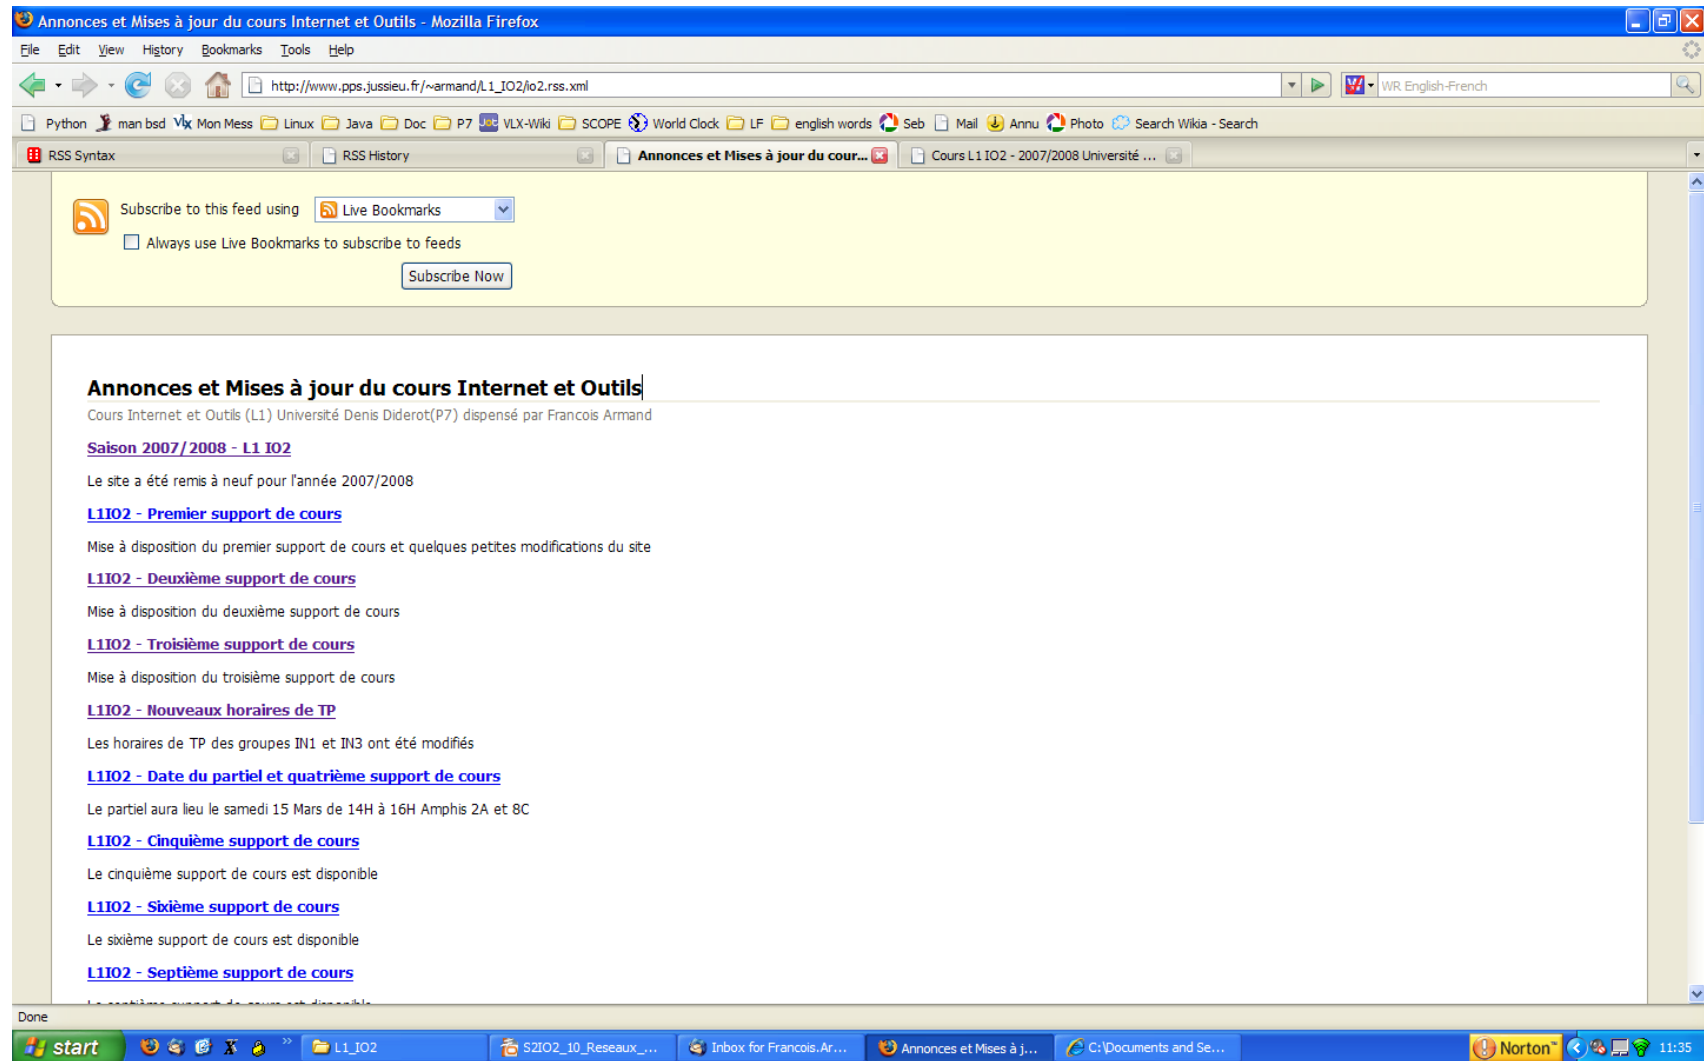 Annonces et Mises à jour du cours Internet et Outils - Mozilla Firefox
File Edit View History Bookmarks Tools Help
http://www.pps.jussieu.fr/~armand/L1_IO2/io2.rss.xml W WR English-French
Python man bsd Vlx Mon Mess Linux Java Doc P7 Jot VLX-Wiki SCOPE World Clock LF english words Seb Mail Annu Photo Search Wikia - Search
RSS Syntax RSS History Annonces et Mises à jour du cour... Cours L1 IO2 - 2007/2008 Université ...
Subscribe to this feed using Live Bookmarks
Always use Live Bookmarks to subscribe to feeds
Subscribe Now
Annonces et Mises à jour du cours Internet et Outils
Cours Internet et Outils (L1) Université Denis Diderot(P7) dispensé par Francois Armand
Saison 2007/2008 - L1 IO2
Le site a été remis à neuf pour l'année 2007/2008
L1IO2 - Premier support de cours
Mise à disposition du premier support de cours et quelques petites modifications du site
L1IO2 - Deuxième support de cours
Mise à disposition du deuxième support de cours
L1IO2 - Troisième support de cours
Mise à disposition du troisième support de cours
L1IO2 - Nouveaux horaires de TP
Les horaires de TP des groupes IN1 et IN3 ont été modifiés
L1IO2 - Date du partiel et quatrième support de cours
Le partiel aura lieu le samedi 15 Mars de 14H à 16H Amphis 2A et 8C
L1IO2 - Cinquième support de cours
Le cinquième support de cours est disponible
L1IO2 - Sixième support de cours
Le sixième support de cours est disponible
L1IO2 - Septième support de cours
Le septième support de cours est disponible
Done
start L1_IO2 S2IO2_10_Reseaux_... Inbox for Francois.Ar... Annonces et Mises à j... C:\Documents and Se... Norton™ 11:35